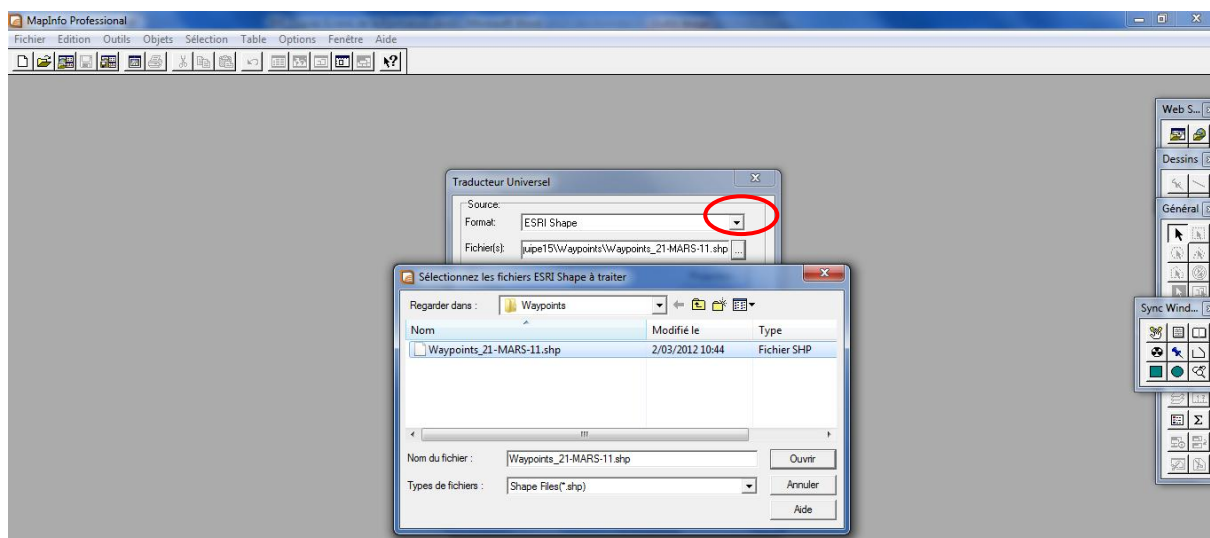 MapInfo Professional
Fichier Edition Outils Objets Sélection Table Options Fenêtre Aide
Web S...
Dessins
Général
Sync Wind...
Traducteur Universel
Source:
Format: ESRI Shape
Fichier(s): uipe15\Waypoints\Waypoints_21-MARS-11.shp ...
Sélectionnez les fichiers ESRI Shape à traiter
Regarder dans : Waypoints
Nom Modifié le Type
Waypoints_21-MARS-11.shp 2/03/2012 10:44 Fichier SHP
Nom du fichier : Waypoints_21-MARS-11.shp Ouvrir
Types de fichiers : Shape Files(*.shp) Annuler
Aide